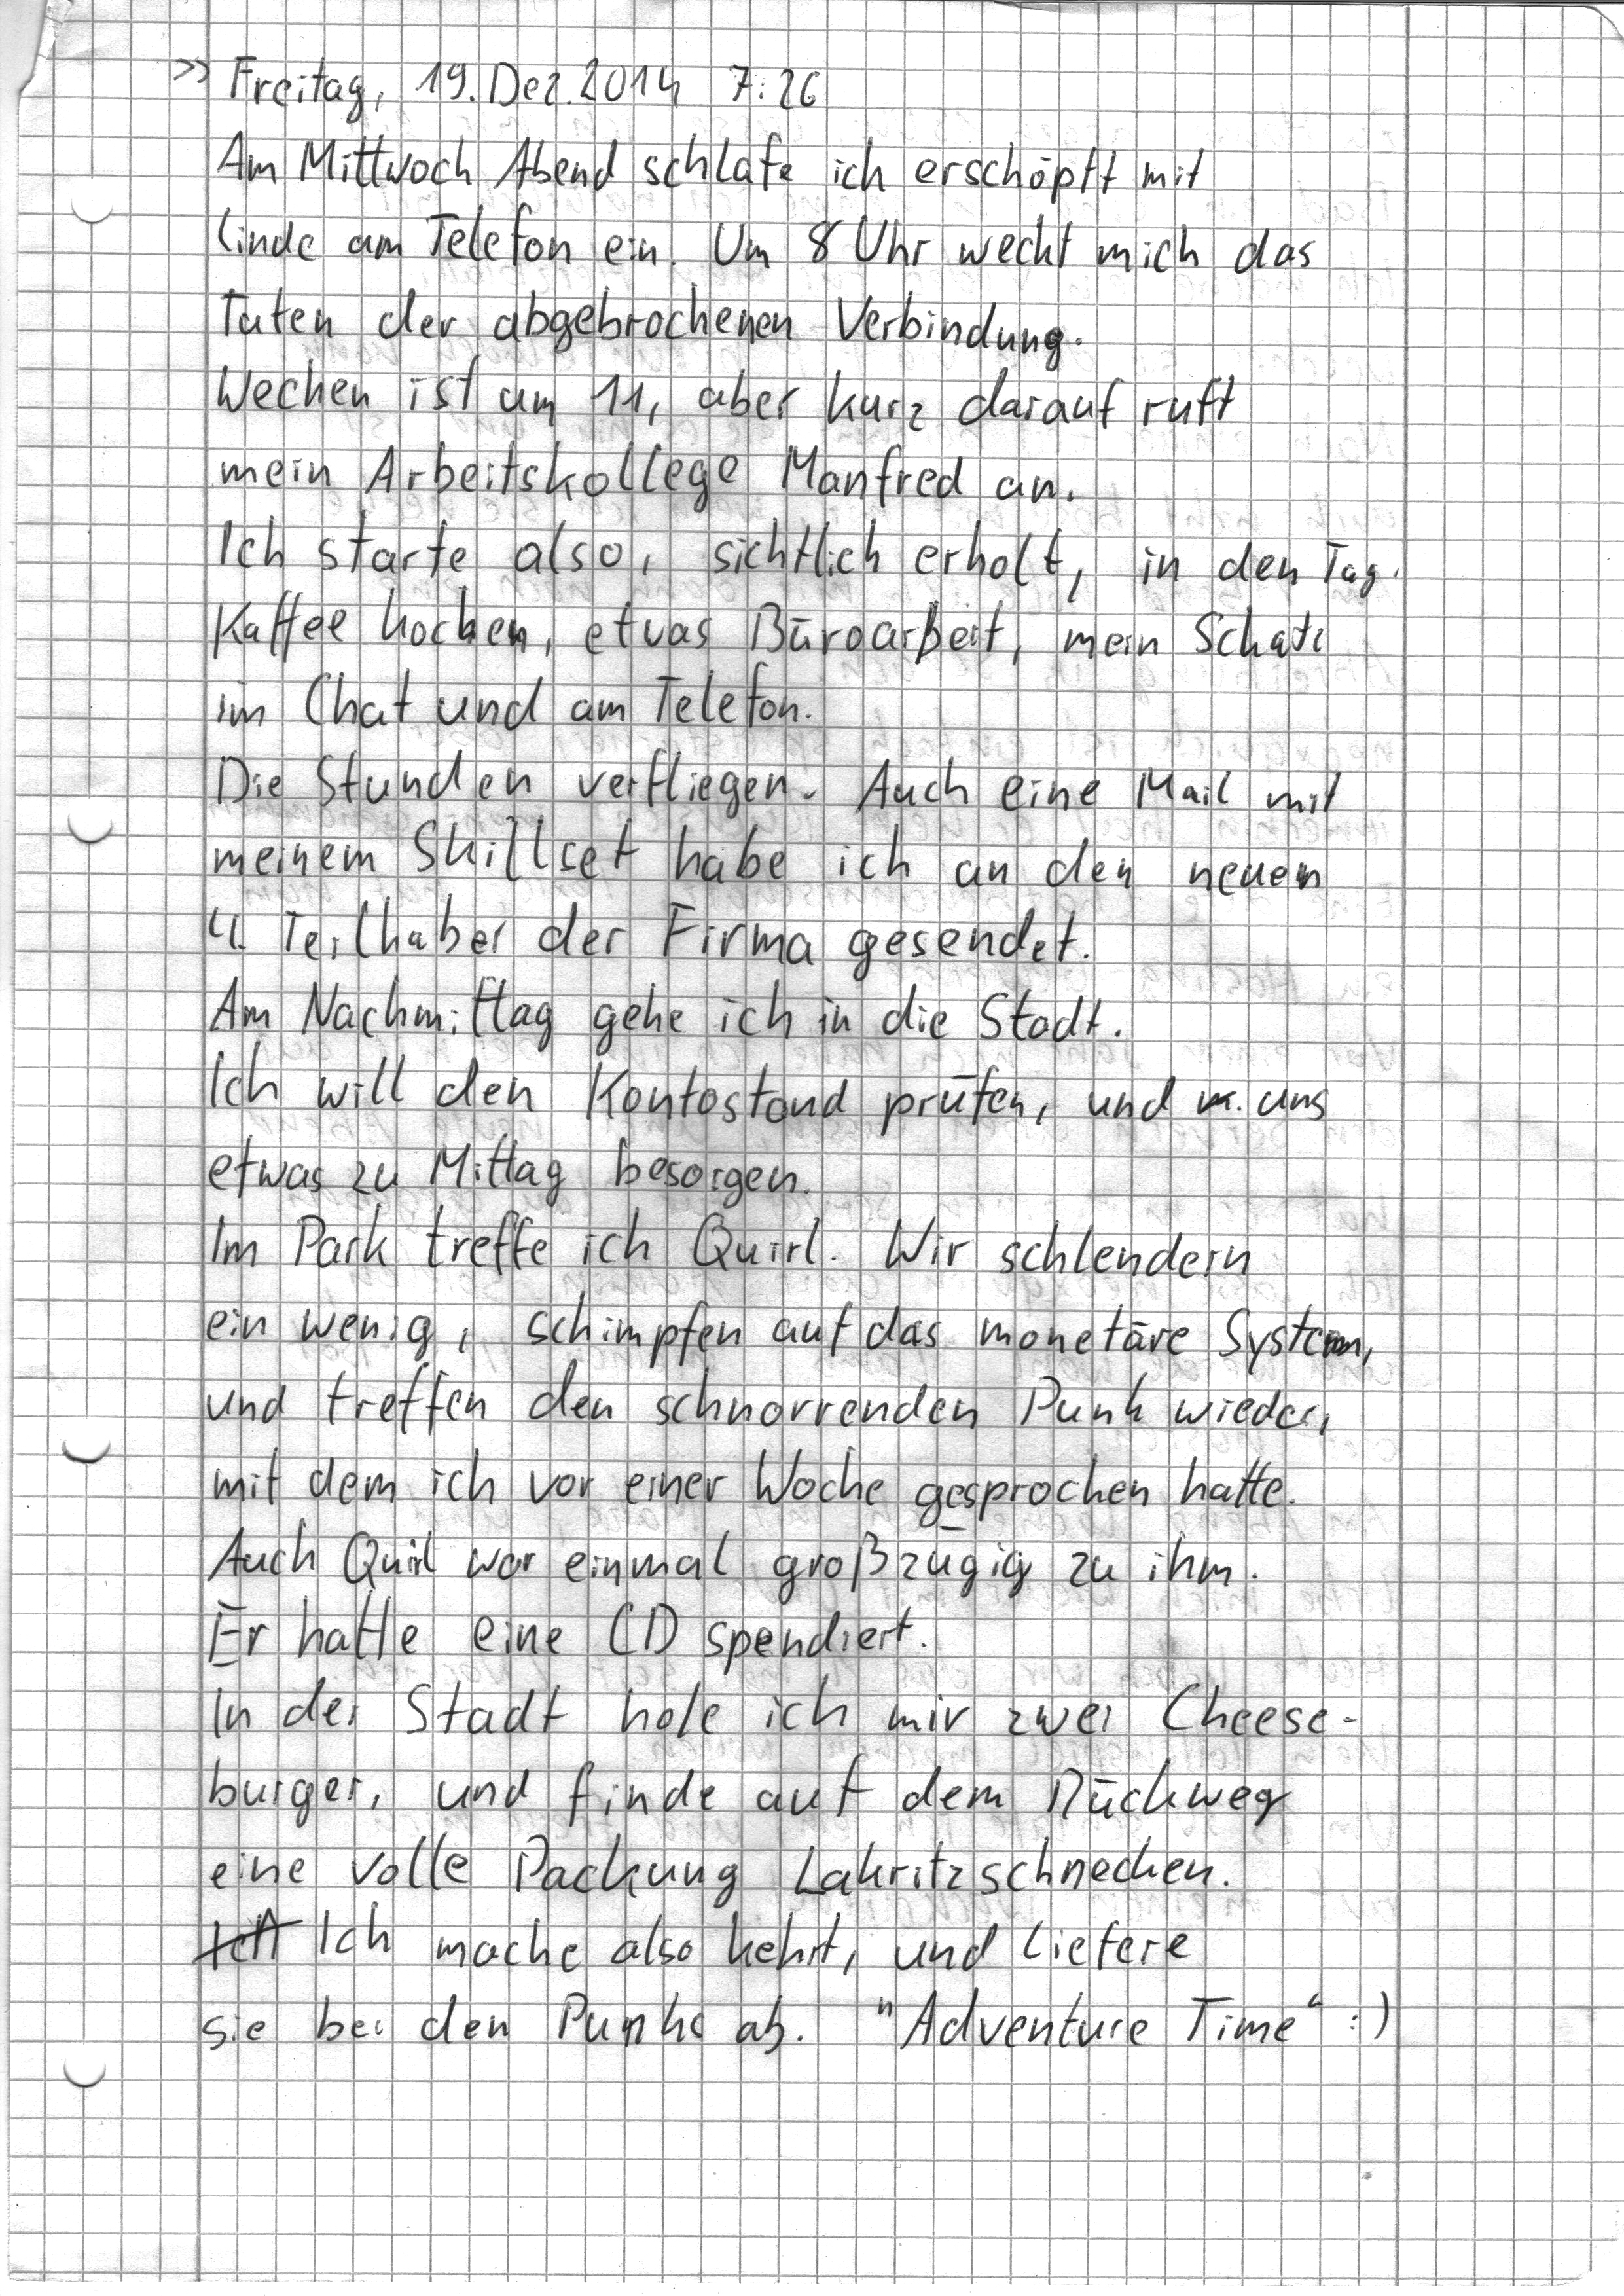 >> Freitag, 19. Dez. 2014 7:26
Am Mittwoch Abend schlafe ich erschöpft mit
Linde am Telefon ein. Um 8 Uhr weckt mich das
Tuten der abgebrochenen Verbindung.
Wecken ist um 11, aber kurz darauf ruft
mein Arbeitskollege Manfred an.
Ich starte also, sichtlich erholt, in den Tag.
Kaffee kochen, etwas Büroarbeit, mein Schatz
im Chat und am Telefon.
Die Stunden verfliegen. Auch eine Mail mit
meinem Skillset habe ich an den neuen
4. Teilhaber der Firma gesendet.
Am Nachmittag gehe ich in die Stadt.
Ich will den Kontostand prüfen, und uns
etwas zu Mittag besorgen.
Im Park treffe ich Quirl. Wir schlendern
ein wenig, schimpfen auf das monetäre System,
und treffen den schnorrenden Punk wieder,
mit dem ich vor einer Woche gesprochen hatte.
Auch Quirl war einmal großzügig zu ihm.
Er hatte eine CD spendiert.
In der Stadt hole ich mir zwei Cheese-
burger, und finde auf dem Rückweg
eine volle Packung Lakritzschnecken.
Ich Ich mache also kehrt, und liefere
sie bei den Punks ab. "Adventure Time" :)